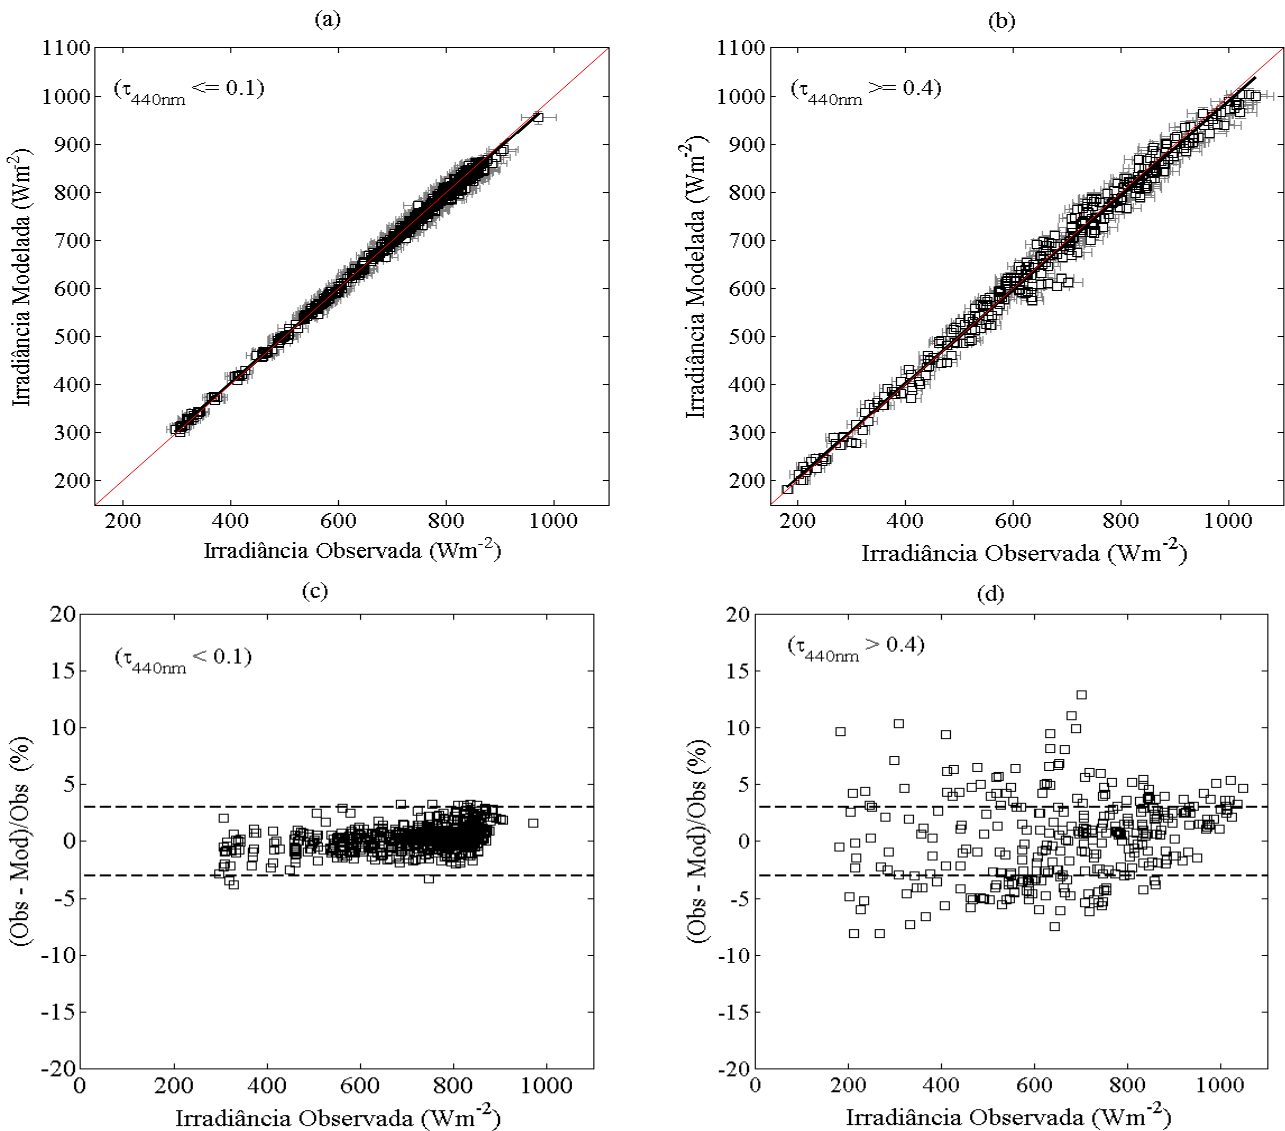 (a)
1100
1000
900
800
700
600
500
400
300
200
200 400 600 800 1000
(τ440nm <= 0.1)
Irradiância Modelada (Wm-2)
Irradiância Observada (Wm-2)
(b)
1100
1000
900
800
700
600
500
400
300
200
200 400 600 800 1000
(τ440nm >= 0.4)
Irradiância Modelada (Wm-2)
Irradiância Observada (Wm-2)
(c)
20
15
10
5
0
-5
-10
-15
-20
0 200 400 600 800 1000
(τ440nm < 0.1)
(Obs - Mod)/Obs (%)
Irradiância Observada (Wm-2)
(d)
20
15
10
5
0
-5
-10
-15
-20
0 200 400 600 800 1000
(τ440nm > 0.4)
(Obs - Mod)/Obs (%)
Irradiância Observada (Wm-2)